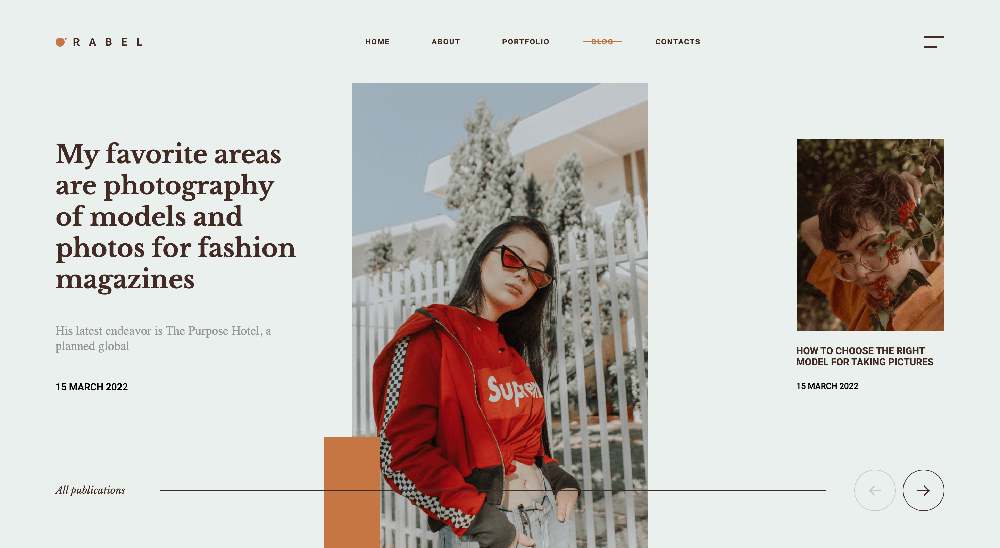 RABEL
HOME ABOUT PORTFOLIO BLOG CONTACTS
My favorite areas
are photography
of models and
photos for fashion
magazines
His latest endeavor is The Purpose Hotel, a
planned global
15 MARCH 2022
Suprem
HOW TO CHOOSE THE RIGHT
MODEL FOR TAKING PICTURES
15 MARCH 2022
All publications